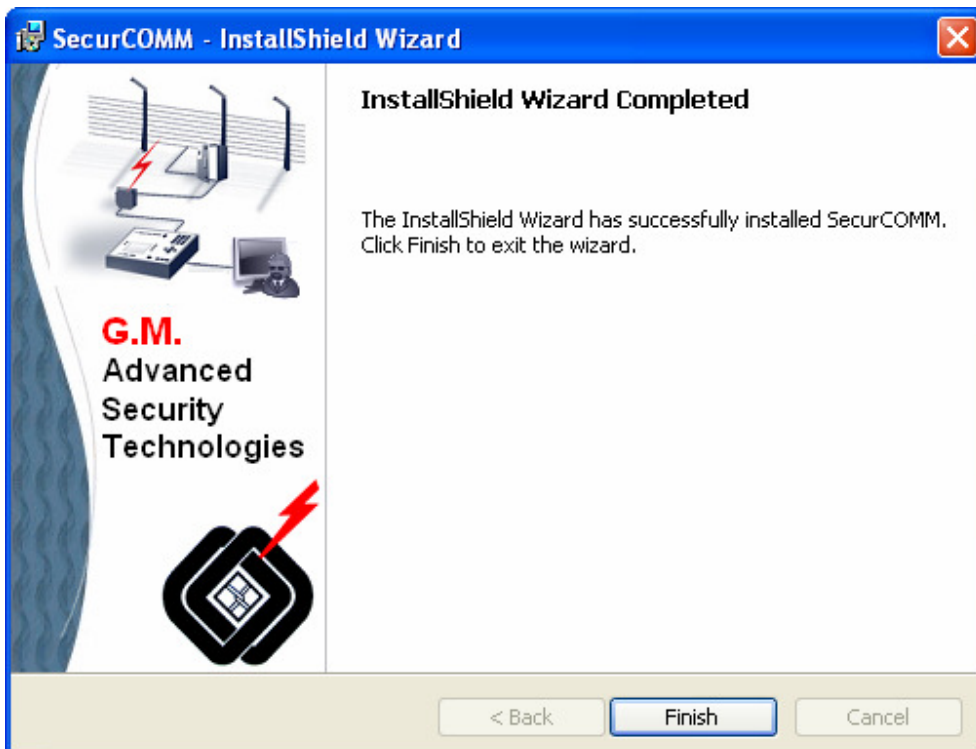 SecurCOMM - InstallShield Wizard
InstallShield Wizard Completed
The InstallShield Wizard has successfully installed SecurCOMM.
Click Finish to exit the wizard.
G.M.
Advanced
Security
Technologies
< Back
Finish
Cancel